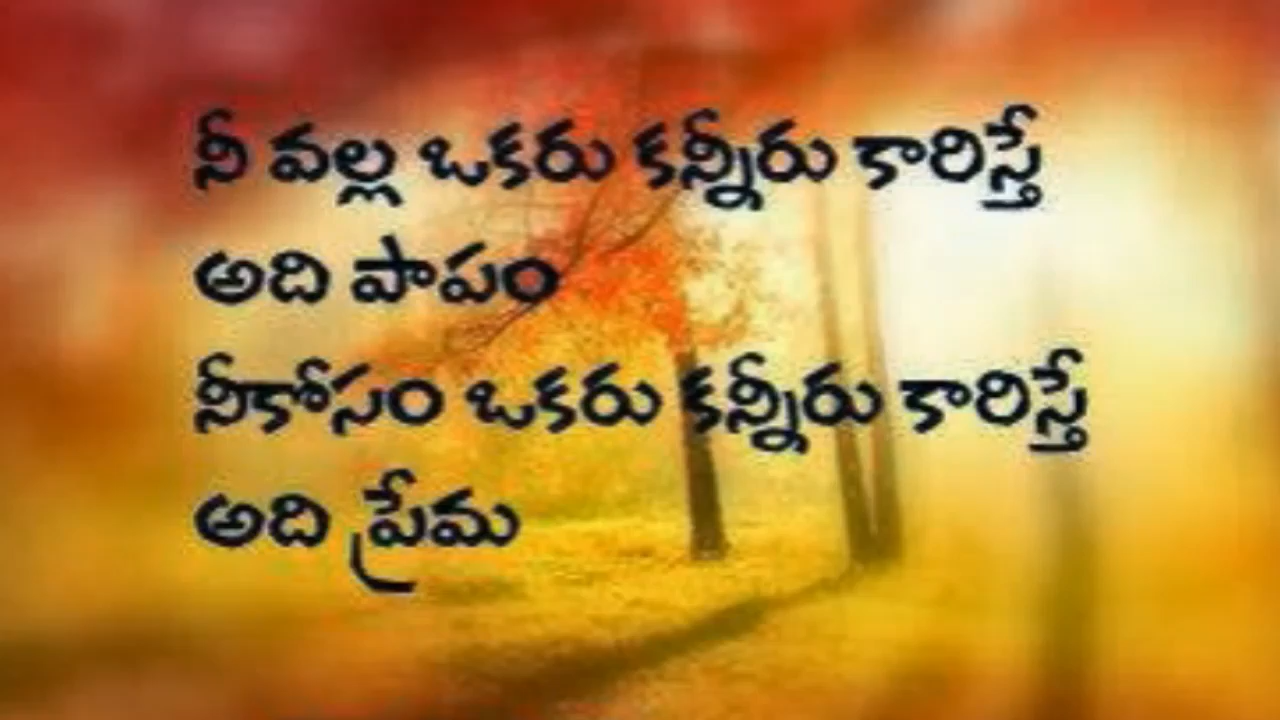 నీ వల్ల ఒకరు కన్నీరు కారిస్తే
అది పాపం
నీకోసం ఒకరు కన్నీరు కారిస్తే
అది ప్రేమ